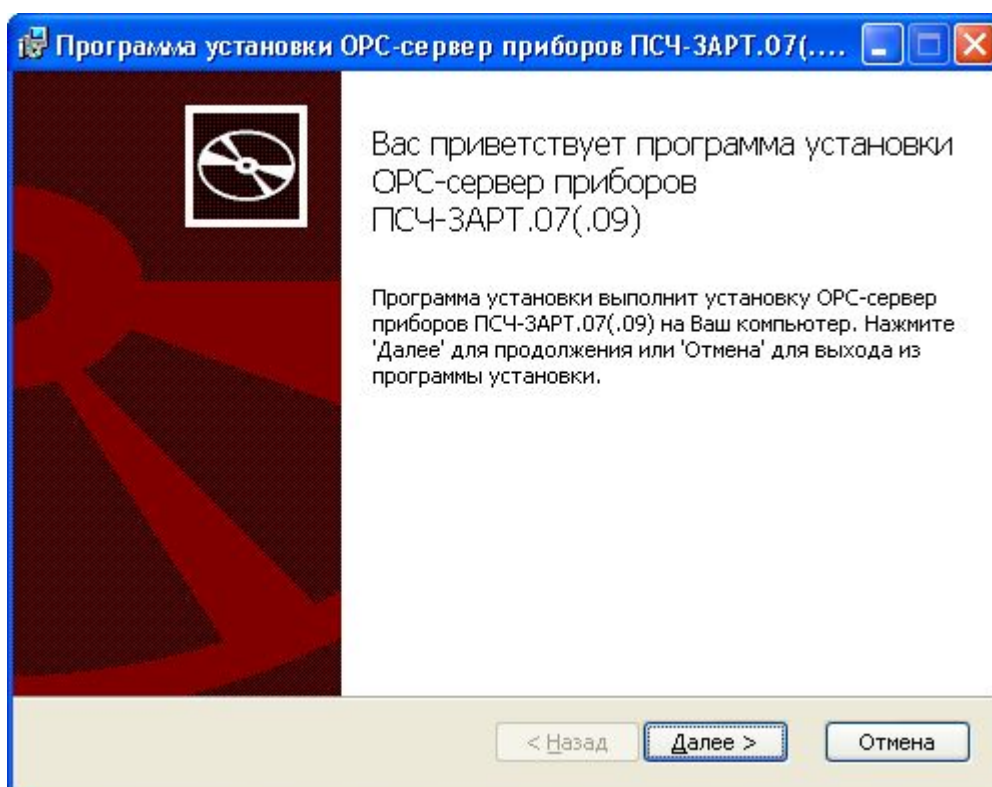 Программа установки OPC-сервер приборов ПСЧ-3АРТ.07(....
Вас приветствует программа установки
OPC-сервер приборов
ПСЧ-3АРТ.07(.09)
Программа установки выполнит установку OPC-сервер
приборов ПСЧ-3АРТ.07(.09) на Ваш компьютер. Нажмите
'Далее' для продолжения или 'Отмена' для выхода из
программы установки.
< Назад
Далее >
Отмена